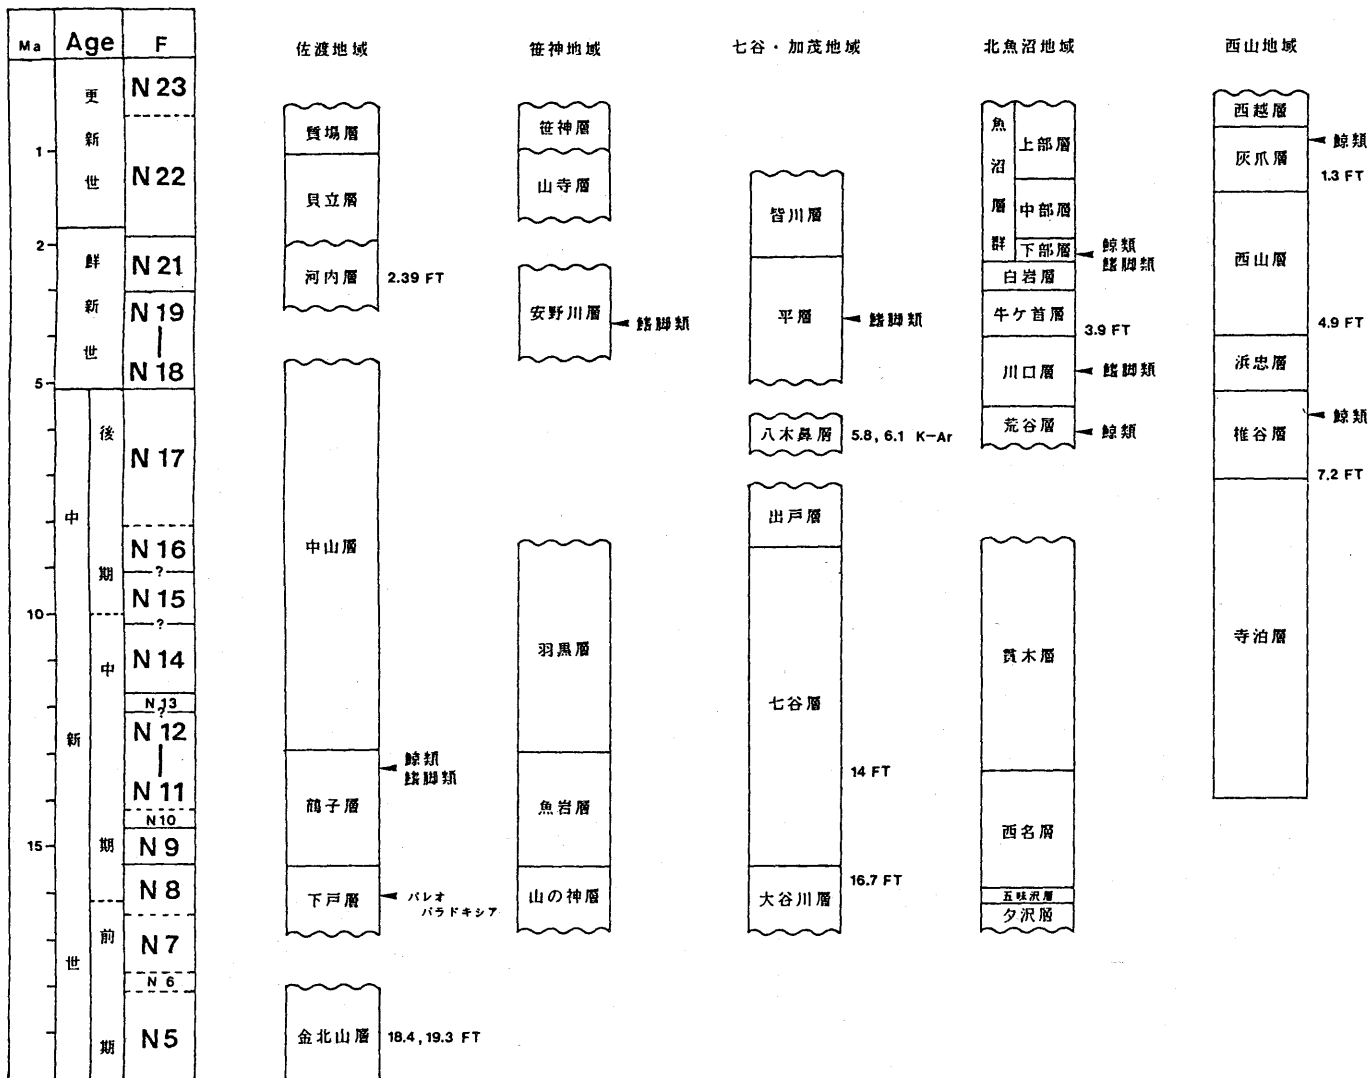 Ma Age F 佐渡地域 笹神地域 七谷・加茂地域 北魚沼地域 西山地域
更新世
鮮新世
中新世
後期
中期
前期
1
2
5
10
15
N 23
N 22
N 21
N 19
N 18
N 17
N 16
?
N 15
?
N 14
N 13
?
N 12
N 11
N 10
N 9
N 8
N 7
N 6
N 5
質場層
貝立層
河内層 2.39 FT
中山層
鶴子層
鯨類
鰭脚類
下戸層
パレオ
パラドキシア
金北山層 18.4, 19.3 FT
笹神層
山寺層
安野川層 鰭脚類
羽黒層
魚岩層
山の神層
皆川層
平層 鰭脚類
八木鼻層 5.8, 6.1 K-Ar
出戸層
七谷層
14 FT
16.7 FT
大谷川層
魚沼層群
上部層
中部層
下部層
鯨類
鰭脚類
白岩層
牛ケ首層
3.9 FT
川口層 鰭脚類
荒谷層 鯨類
貫木層
西名層
五味沢層
夕沢層
西越層
鯨類
灰爪層
1.3 FT
西山層
4.9 FT
浜忠層
鯨類
椎谷層
7.2 FT
寺泊層